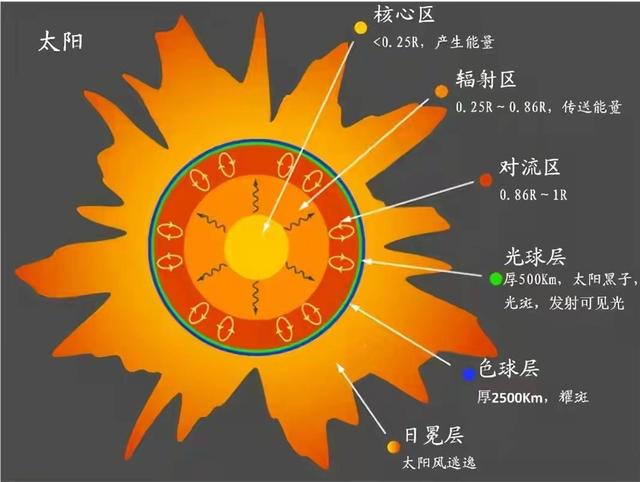 太阳
核心区
<0.25R，产生能量
辐射区
0.25R～0.86R，传送能量
对流区
0.86R～1R
光球层
厚500Km，太阳黑子，
光斑，发射可见光
色球层
厚2500Km，耀斑
日冕层
太阳风逃逸